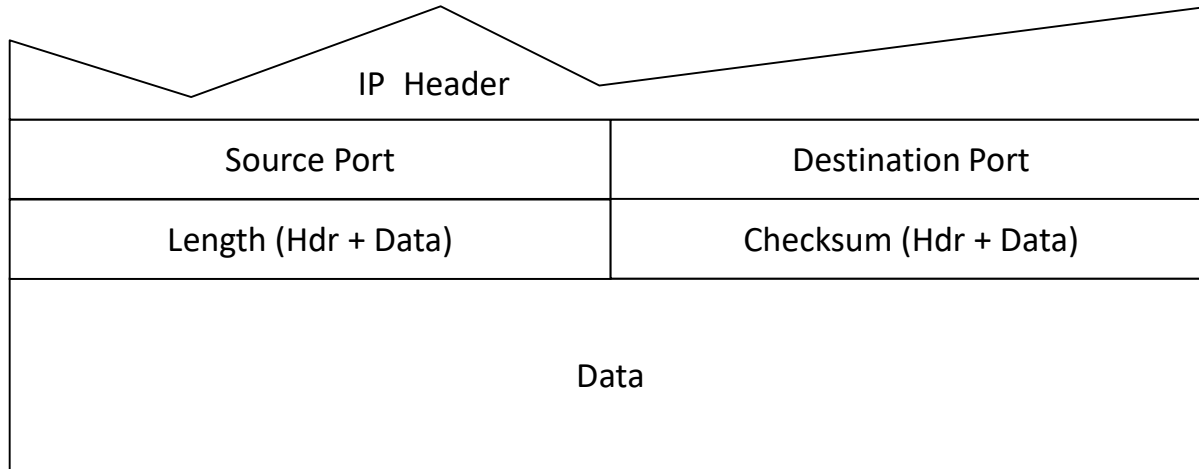 IP Header
Source Port
Destination Port
Length (Hdr + Data)
Checksum (Hdr + Data)
Data